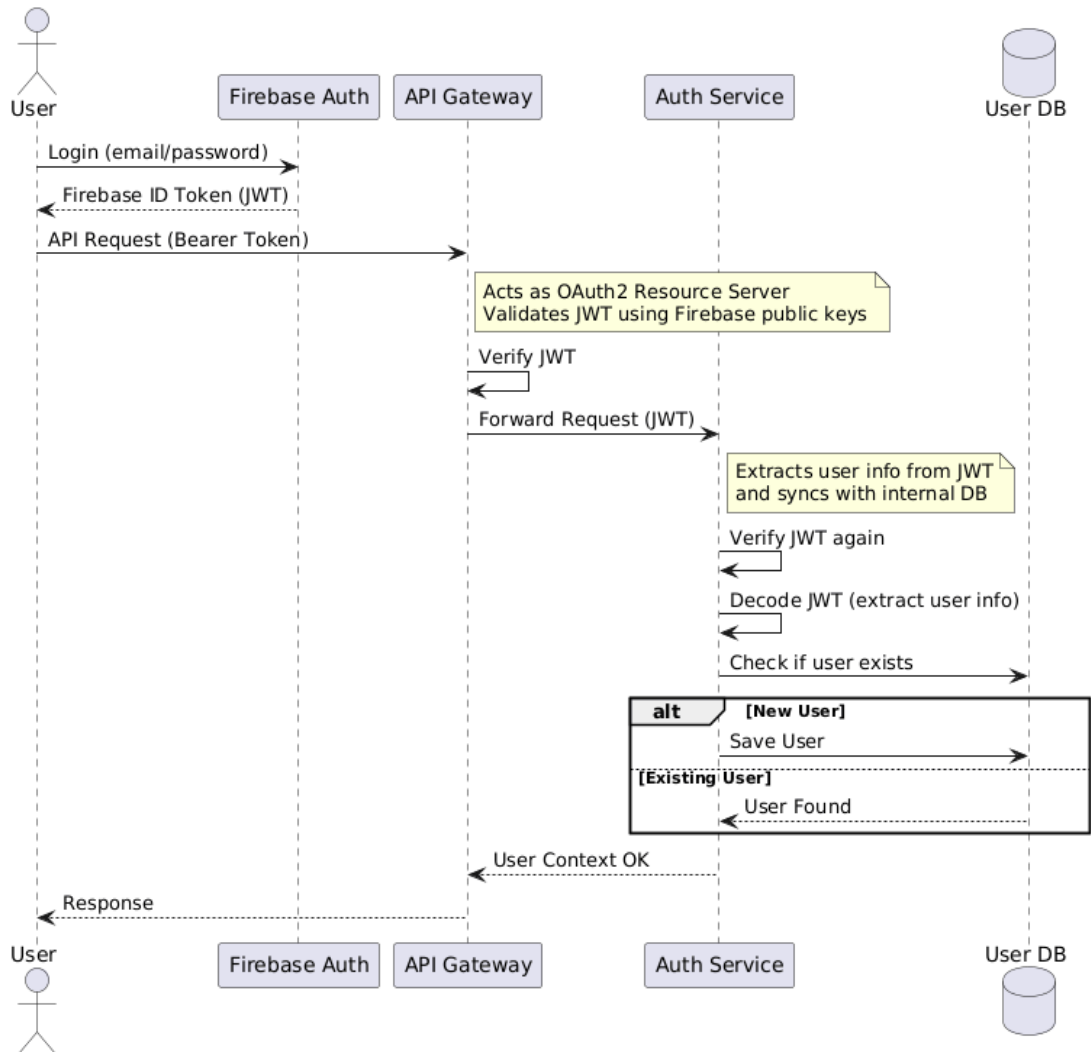 User
Firebase Auth
API Gateway
Auth Service
User DB
Login (email/password)
Firebase ID Token (JWT)
API Request (Bearer Token)
Acts as OAuth2 Resource Server
Validates JWT using Firebase public keys
Verify JWT
Forward Request (JWT)
Extracts user info from JWT
and syncs with internal DB
Verify JWT again
Decode JWT (extract user info)
Check if user exists
alt [New User]
Save User
[Existing User]
User Found
User Context OK
Response
User
Firebase Auth
API Gateway
Auth Service
User DB